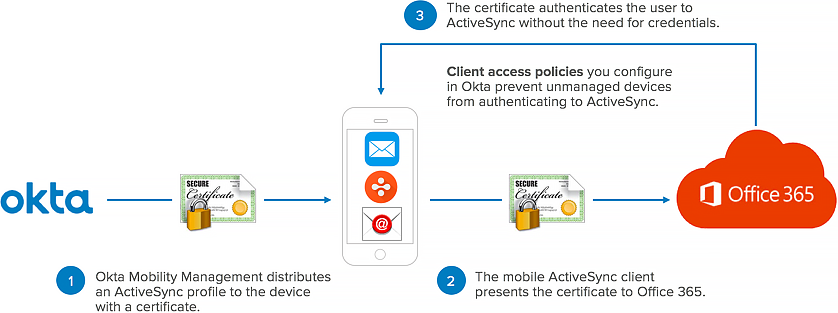 3
The certificate authenticates the user to
ActiveSync without the need for credentials.
Client access policies you configure
in Okta prevent unmanaged devices
from authenticating to ActiveSync.
okta
SECURE
Certificate
@
SECURE
Certificate
Office 365
1
Okta Mobility Management distributes
an ActiveSync profile to the device
with a certificate.
2
The mobile ActiveSync client
presents the certificate to Office 365.